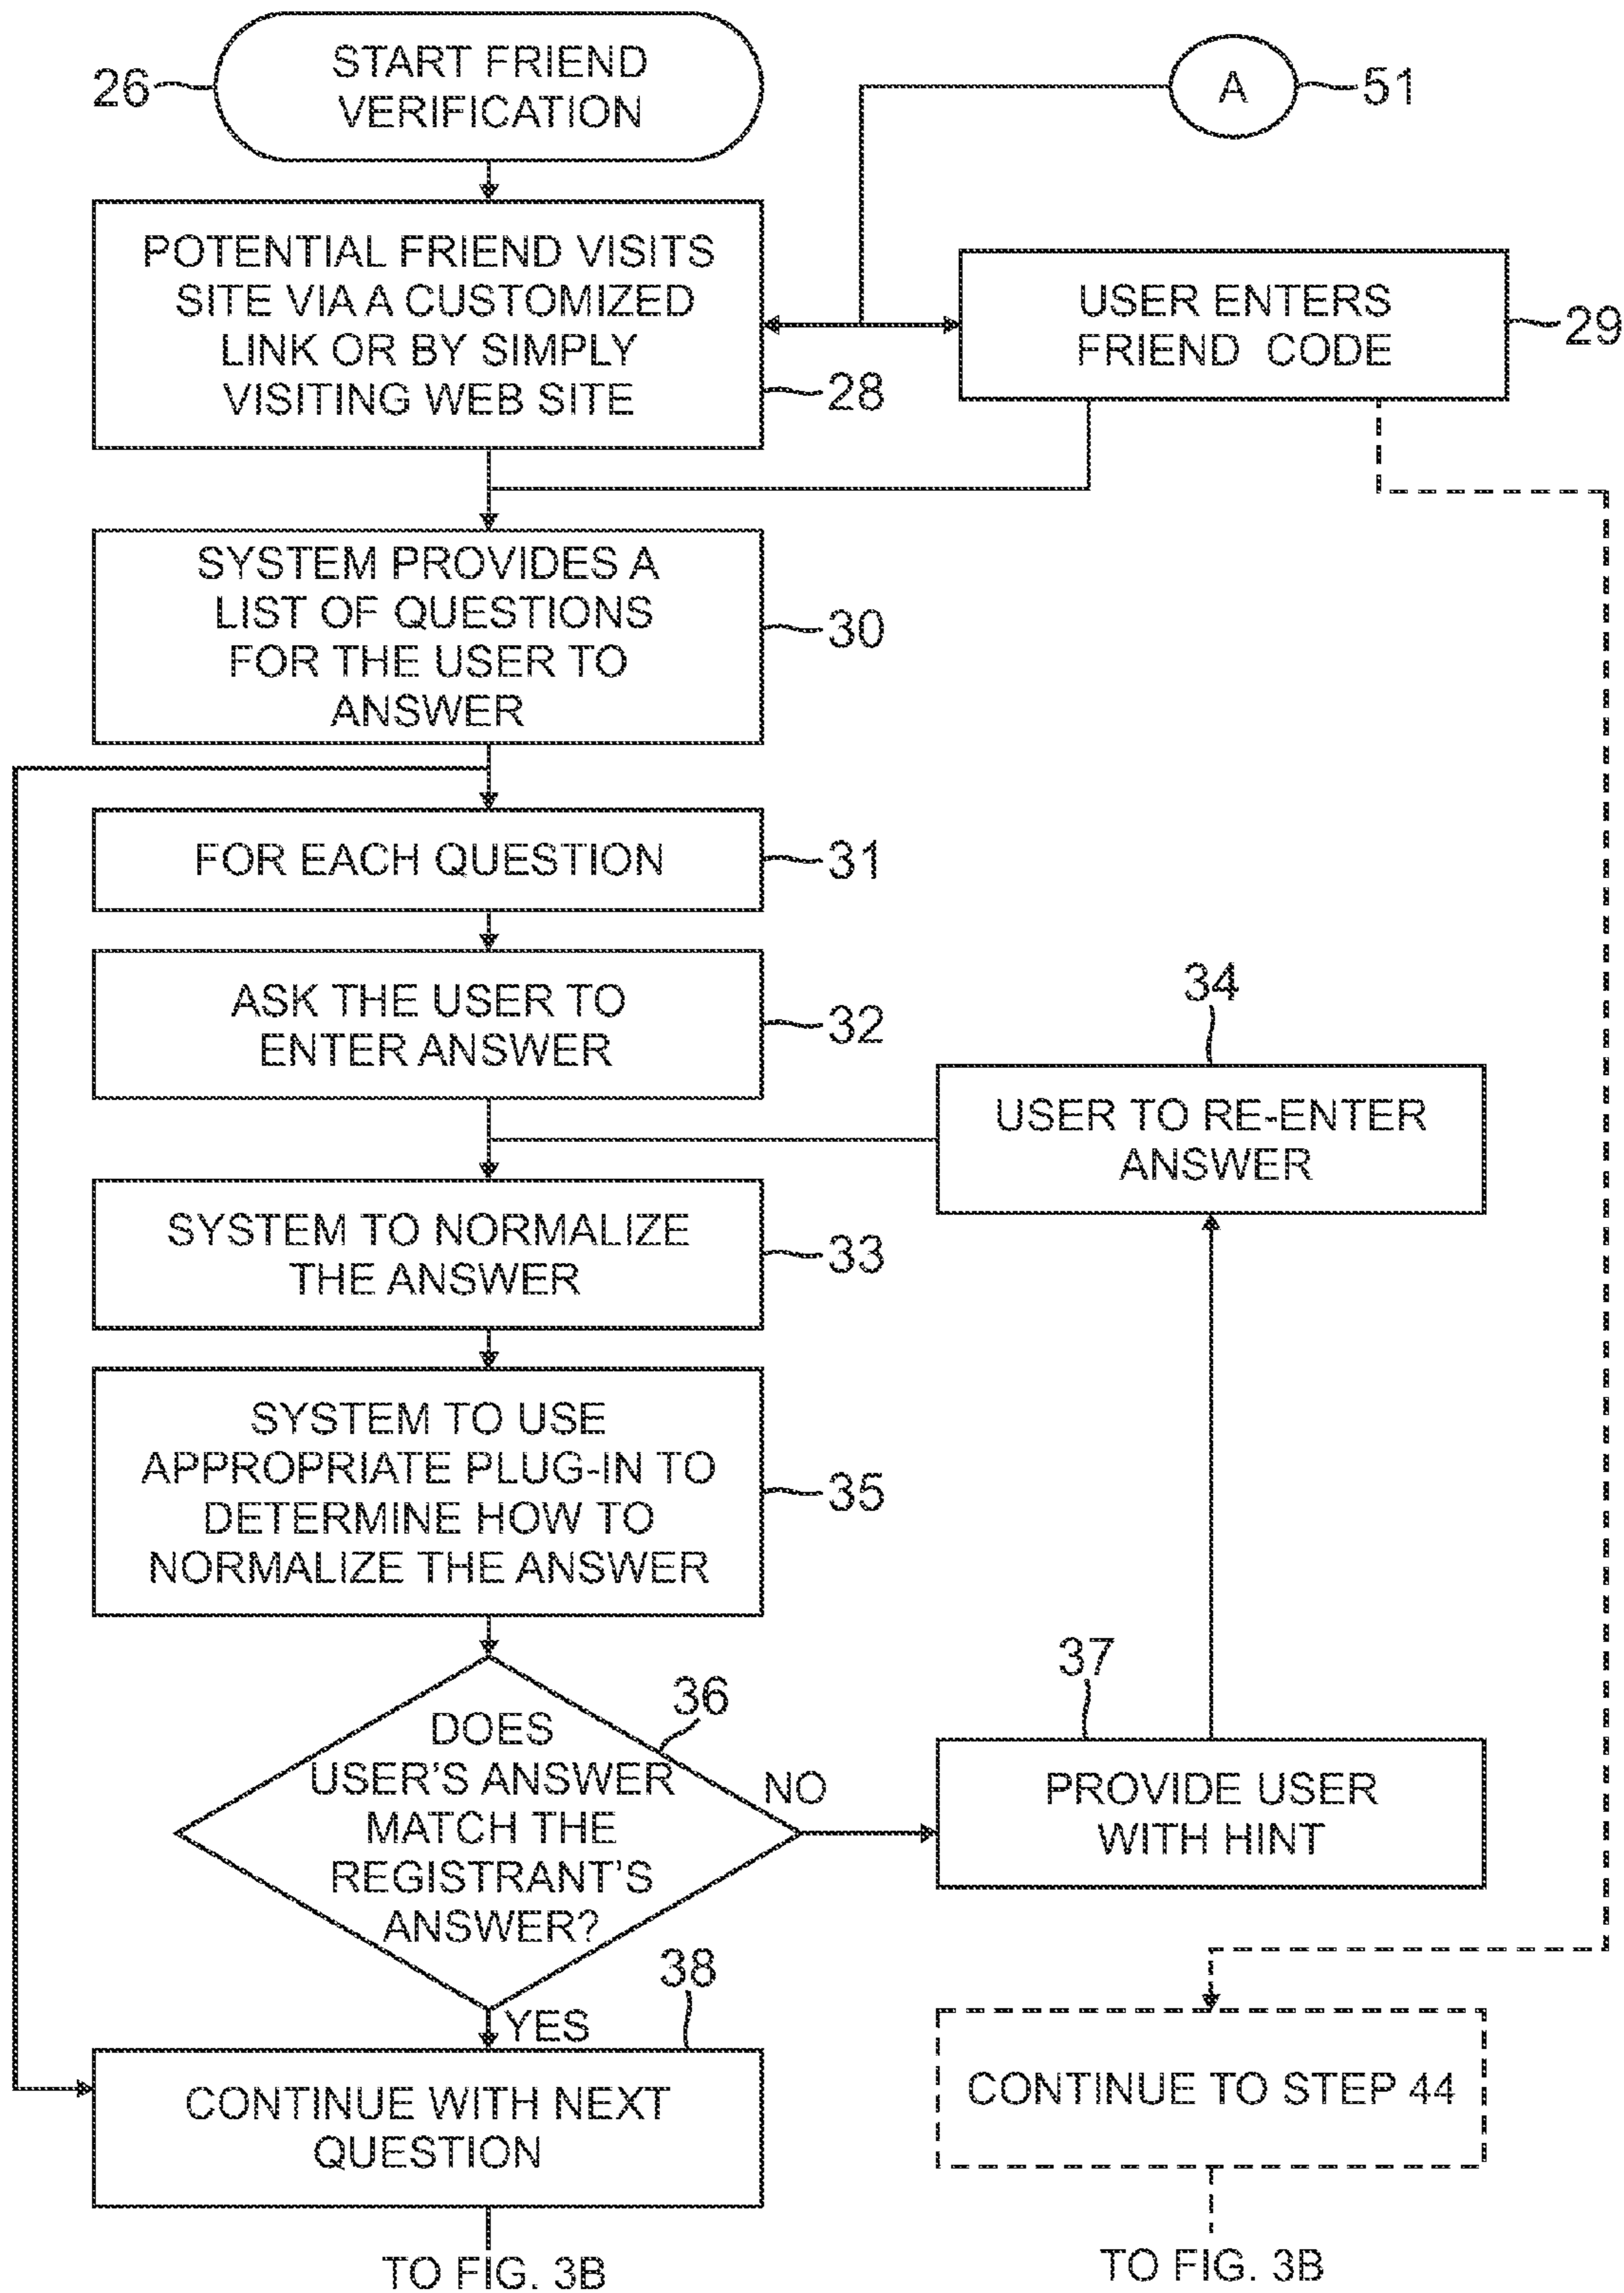 26
START FRIEND
VERIFICATION
A
51
POTENTIAL FRIEND VISITS
SITE VIA A CUSTOMIZED
LINK OR BY SIMPLY
VISITING WEB SITE
28
USER ENTERS
FRIEND CODE
29
SYSTEM PROVIDES A
LIST OF QUESTIONS
FOR THE USER TO
ANSWER
30
FOR EACH QUESTION
31
ASK THE USER TO
ENTER ANSWER
32
34
USER TO RE-ENTER
ANSWER
SYSTEM TO NORMALIZE
THE ANSWER
33
SYSTEM TO USE
APPROPRIATE PLUG-IN TO
DETERMINE HOW TO
NORMALIZE THE ANSWER
35
DOES
USER'S ANSWER
MATCH THE
REGISTRANT'S
ANSWER?
36
NO
37
PROVIDE USER
WITH HINT
YES
38
CONTINUE WITH NEXT
QUESTION
CONTINUE TO STEP 44
TO FIG. 3B
TO FIG. 3B